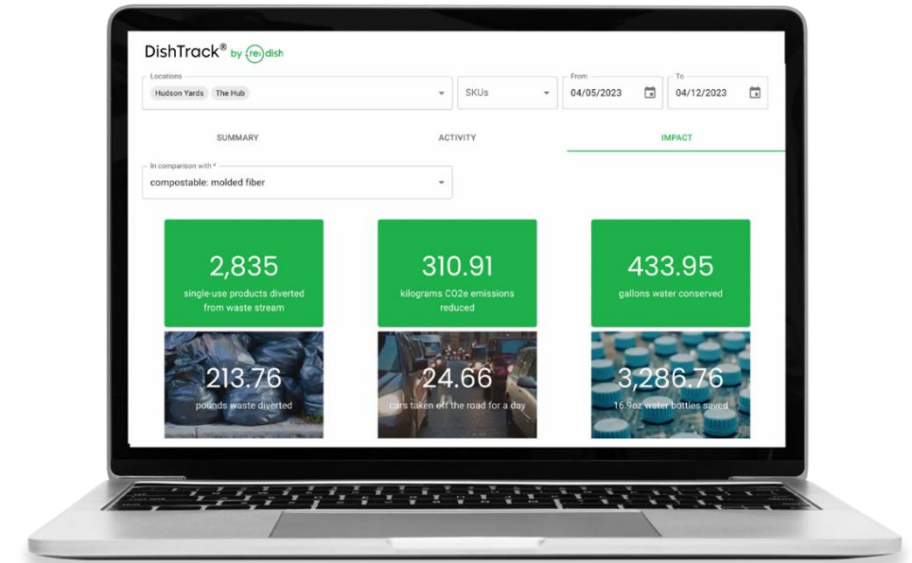 DishTrack® by (re:)dish
Locations
Hudson Yards The Hub
SKUs
From
04/05/2023
To
04/12/2023
SUMMARY
ACTIVITY
IMPACT
In comparison with *
compostable: molded fiber
2,835
single-use products diverted
from waste stream
310.91
kilograms CO2e emissions
reduced
433.95
gallons water conserved
213.76
pounds waste diverted
24.66
cars taken off the road for a day
3,286.76
16.9oz water bottles saved